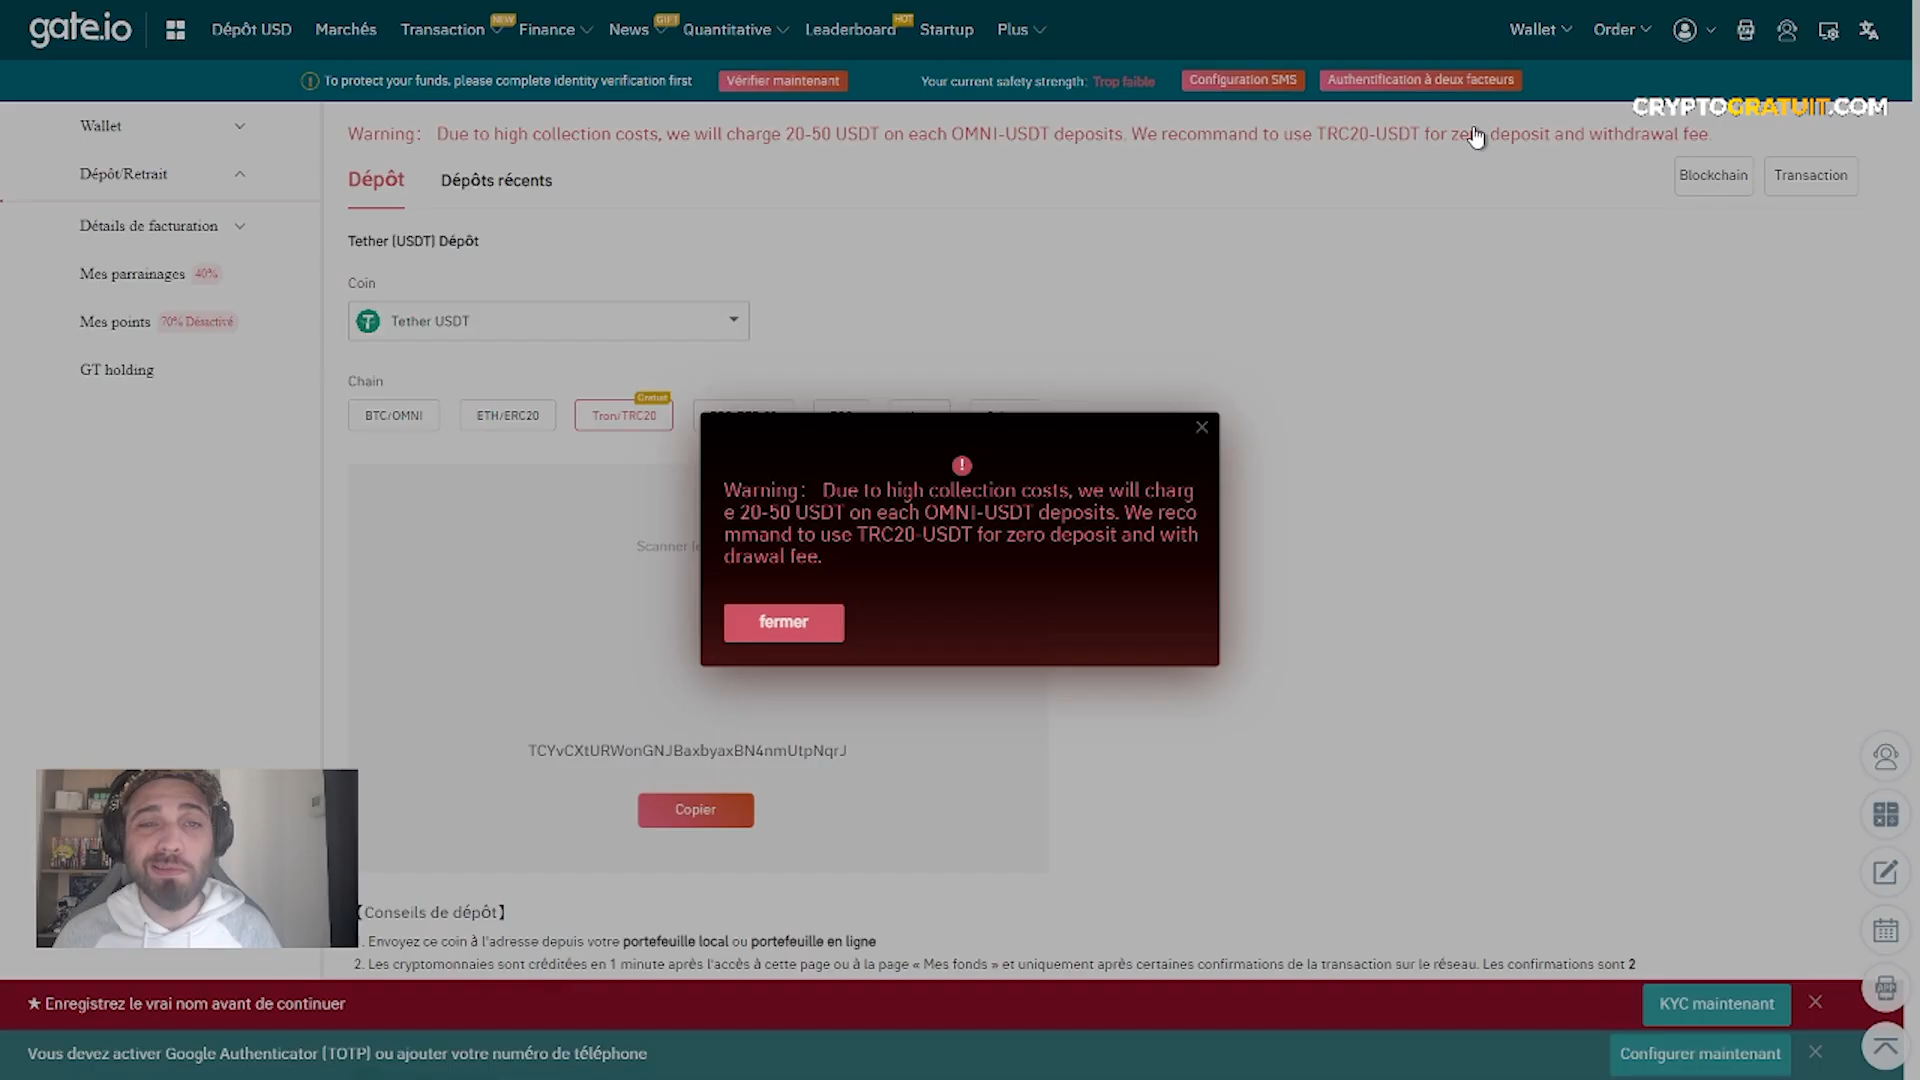 gate.io
Dépôt USD
Marchés
Transaction
NEW
Finance
News
GIFT
Quantitative
Leaderboard
HOT
Startup
Plus
Wallet
Order
To protect your funds, please complete identity verification first
Vérifier maintenant
Your current safety strength: Trop faible
Configuration SMS
Authentification à deux facteurs
CRYPTOGRATUIT.COM
Wallet
Dépôt/Retrait
Détails de facturation
Mes parrainages 40%
Mes points 70% Désactivé
GT holding
Warning: Due to high collection costs, we will charge 20-50 USDT on each OMNI-USDT deposits. We recommand to use TRC20-USDT for zero deposit and withdrawal fee.
Dépôt
Dépôts récents
Blockchain
Transaction
Tether (USDT) Dépôt
Coin
Tether USDT
Chain
BTC/OMNI
ETH/ERC20
Tron/TRC20
Gratuit
Warning: Due to high collection costs, we will charg
e 20-50 USDT on each OMNI-USDT deposits. We reco
mmand to use TRC20-USDT for zero deposit and with
drawal fee.
fermer
Scanner
TCYvCXtURWonGNJBaxbyaxBN4nmUtpNqrJ
Copier
【Conseils de dépôt】
. Envoyez ce coin à l'adresse depuis votre portefeuille local ou portefeuille en ligne
2. Les cryptomonnaies sont créditées en 1 minute après l'accès à cette page ou à la page « Mes fonds » et uniquement après certaines confirmations de la transaction sur le réseau. Les confirmations sont 2
★ Enregistrez le vrai nom avant de continuer
KYC maintenant
APP
Vous devez activer Google Authenticator (TOTP) ou ajouter votre numéro de téléphone
Configurer maintenant